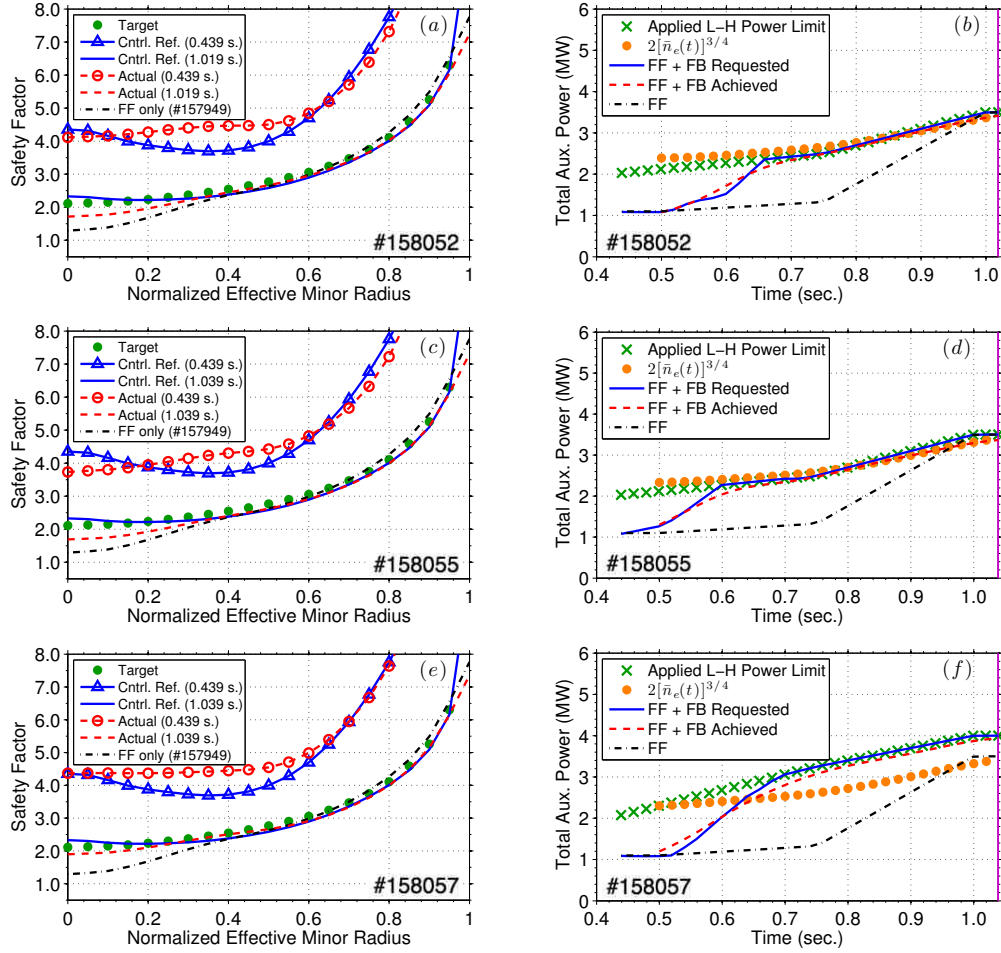 8.0
7.0
6.0
5.0
4.0
3.0
2.0
1.0
Safety Factor
Target
Cntrl. Ref. (0.439 s.)
Cntrl. Ref. (1.019 s.)
Actual (0.439 s.)
Actual (1.019 s.)
FF only (#157949)
(a)
#158052
0 0.2 0.4 0.6 0.8 1
Normalized Effective Minor Radius
6
5
4
3
2
1
0
Total Aux. Power (MW)
Applied L-H Power Limit
2[n̄e(t)]^3/4
FF + FB Requested
FF + FB Achieved
FF
(b)
#158052
0.4 0.5 0.6 0.7 0.8 0.9 1.0
Time (sec.)
8.0
7.0
6.0
5.0
4.0
3.0
2.0
1.0
Safety Factor
Target
Cntrl. Ref. (0.439 s.)
Cntrl. Ref. (1.039 s.)
Actual (0.439 s.)
Actual (1.039 s.)
FF only (#157949)
(c)
#158055
0 0.2 0.4 0.6 0.8 1
Normalized Effective Minor Radius
6
5
4
3
2
1
0
Total Aux. Power (MW)
Applied L-H Power Limit
2[n̄e(t)]^3/4
FF + FB Requested
FF + FB Achieved
FF
(d)
#158055
0.4 0.5 0.6 0.7 0.8 0.9 1.0
Time (sec.)
8.0
7.0
6.0
5.0
4.0
3.0
2.0
1.0
Safety Factor
Target
Cntrl. Ref. (0.439 s.)
Cntrl. Ref. (1.039 s.)
Actual (0.439 s.)
Actual (1.039 s.)
FF only (#157949)
(e)
#158057
0 0.2 0.4 0.6 0.8 1
Normalized Effective Minor Radius
6
5
4
3
2
1
0
Total Aux. Power (MW)
Applied L-H Power Limit
2[n̄e(t)]^3/4
FF + FB Requested
FF + FB Achieved
FF
(f)
#158057
0.4 0.5 0.6 0.7 0.8 0.9 1.0
Time (sec.)